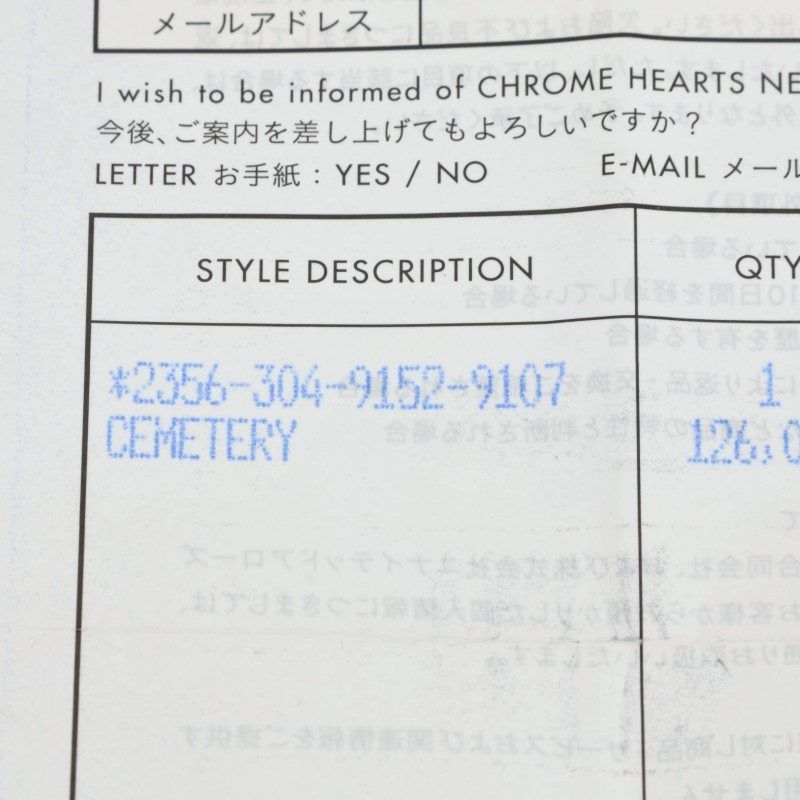 メールアドレス
I wish to be informed of CHROME HEARTS NE
今後、ご案内を差し上げてもよろしいですか？
LETTER お手紙：YES / NO E-MAIL メール
STYLE DESCRIPTION QTY
*2356-304-9152-9107 1
CEMETERY 126,0